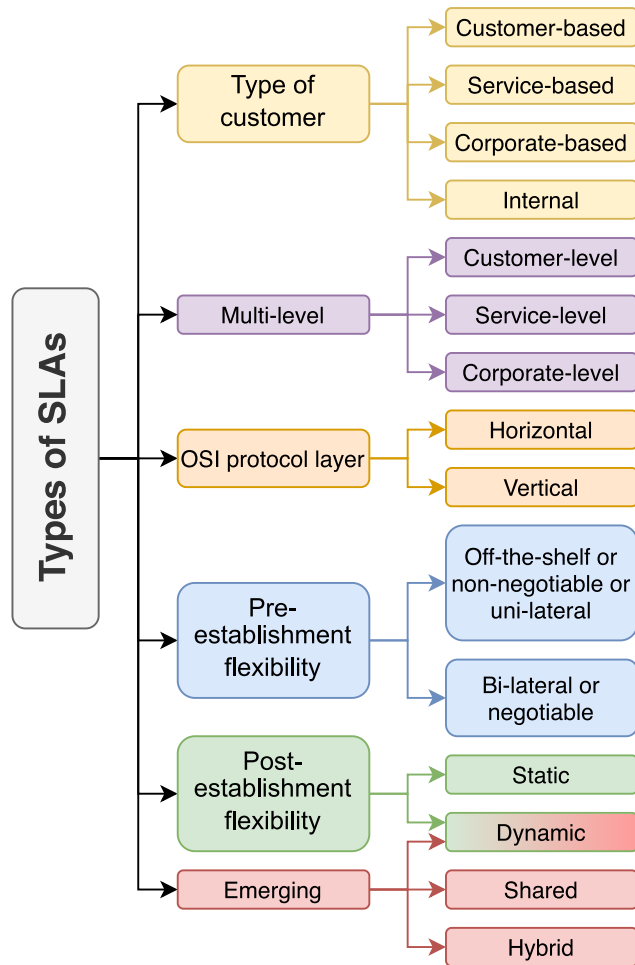 Types of SLAs
Type of
customer
Customer-based
Service-based
Corporate-based
Internal
Multi-level
Customer-level
Service-level
Corporate-level
OSI protocol layer
Horizontal
Vertical
Pre-
establishment
flexibility
Off-the-shelf or
non-negotiable or
uni-lateral
Bi-lateral or
negotiable
Post-
establishment
flexibility
Static
Dynamic
Emerging
Shared
Hybrid